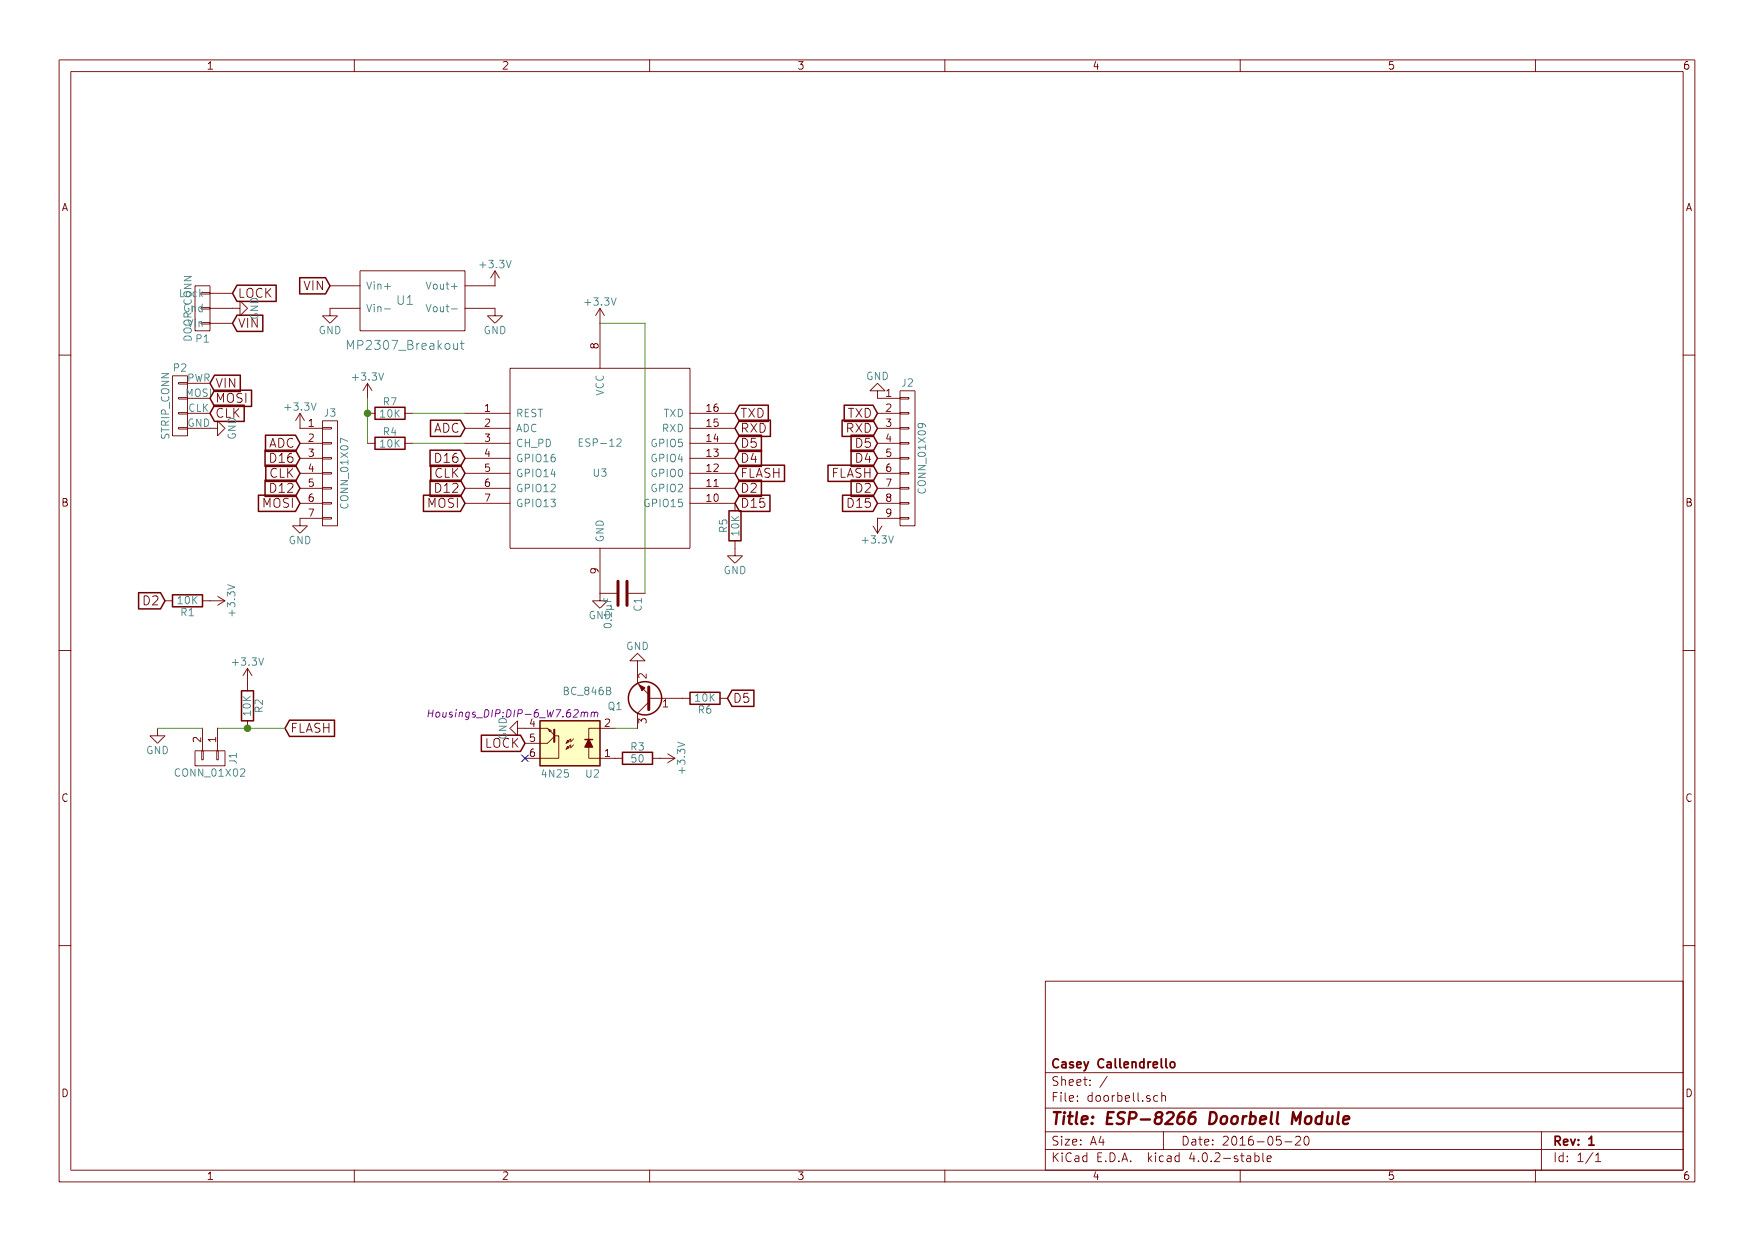 1 2 3 4 5 6
A A
B B
C C
D D
DOOR_CONN
LOCK
GND
VIN
P1
VIN
Vin+ Vout+
U1
Vin- Vout-
+3.3V
GND GND
MP2307_Breakout
P2
STRIP_CONN
PWR VIN
MOSI MOSI
CLK CLK
GND GND
+3.3V J3
1
ADC 2
D16 3
CLK 4
D12 5
MOSI 6
7
GND
CONN_01X07
+3.3V
R7
10K
R4
10K
+3.3V
8
VCC
1 REST
ADC 2 ADC
3 CH_PD
D16 4 GPIO16
CLK 5 GPIO14
D12 6 GPIO12
MOSI 7 GPIO13
ESP-12
U3
TXD 16 TXD
RXD 15 RXD
GPIO5 14 D5
GPIO4 13 D4
GPIO0 12 FLASH
GPIO2 11 D2
GPIO15 10 D15
GND
9
GND
C1
R5
10K
GND
GND
J2
1
TXD 2
RXD 3
D5 4
D4 5
FLASH 6
D2 7
D15 8
9
+3.3V
CONN_01X09
D2 10K +3.3V
R1
+3.3V
10K
R2
FLASH
GND
2 1
J1
CONN_01X02
GND
2
BC_846B
Q1
1
3
10K
R6
D5
Housings_DIP:DIP-6_W7.62mm
GND 4
LOCK 5
6
2
1
4N25 U2
R3
50
+3.3V
Casey Callendrello
Sheet: /
File: doorbell.sch
Title: ESP-8266 Doorbell Module
Size: A4 Date: 2016-05-20 Rev: 1
KiCad E.D.A. kicad 4.0.2-stable Id: 1/1
1 2 3 4 5 6